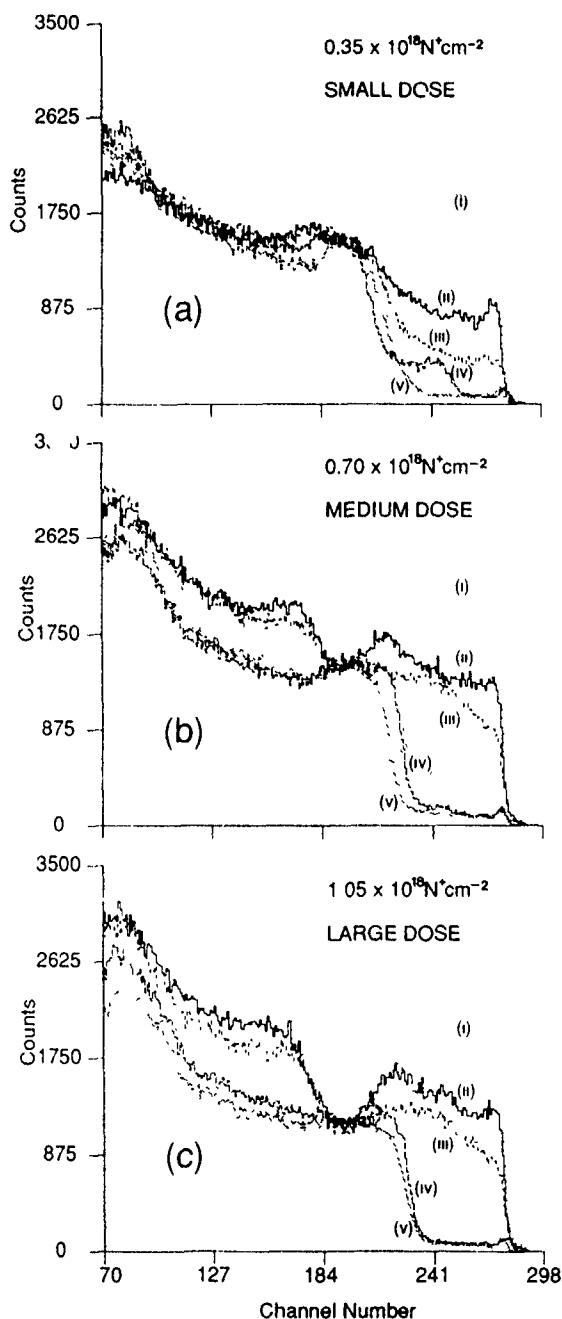 3500
0.35 x 10¹⁸N⁺cm⁻²
SMALL DOSE
2625
1750
875
0
Counts
(i)
(ii)
(iii)
(iv)
(v)
(a)
0.70 x 10¹⁸N⁺cm⁻²
MEDIUM DOSE
2625
1750
875
0
Counts
(i)
(ii)
(iii)
(iv)
(v)
(b)
3500
1 05 x 10¹⁸N⁺cm⁻²
LARGE DOSE
2625
1750
875
0
Counts
(i)
(ii)
(iii)
(iv)
(v)
(c)
70 127 184 241 298
Channel Number